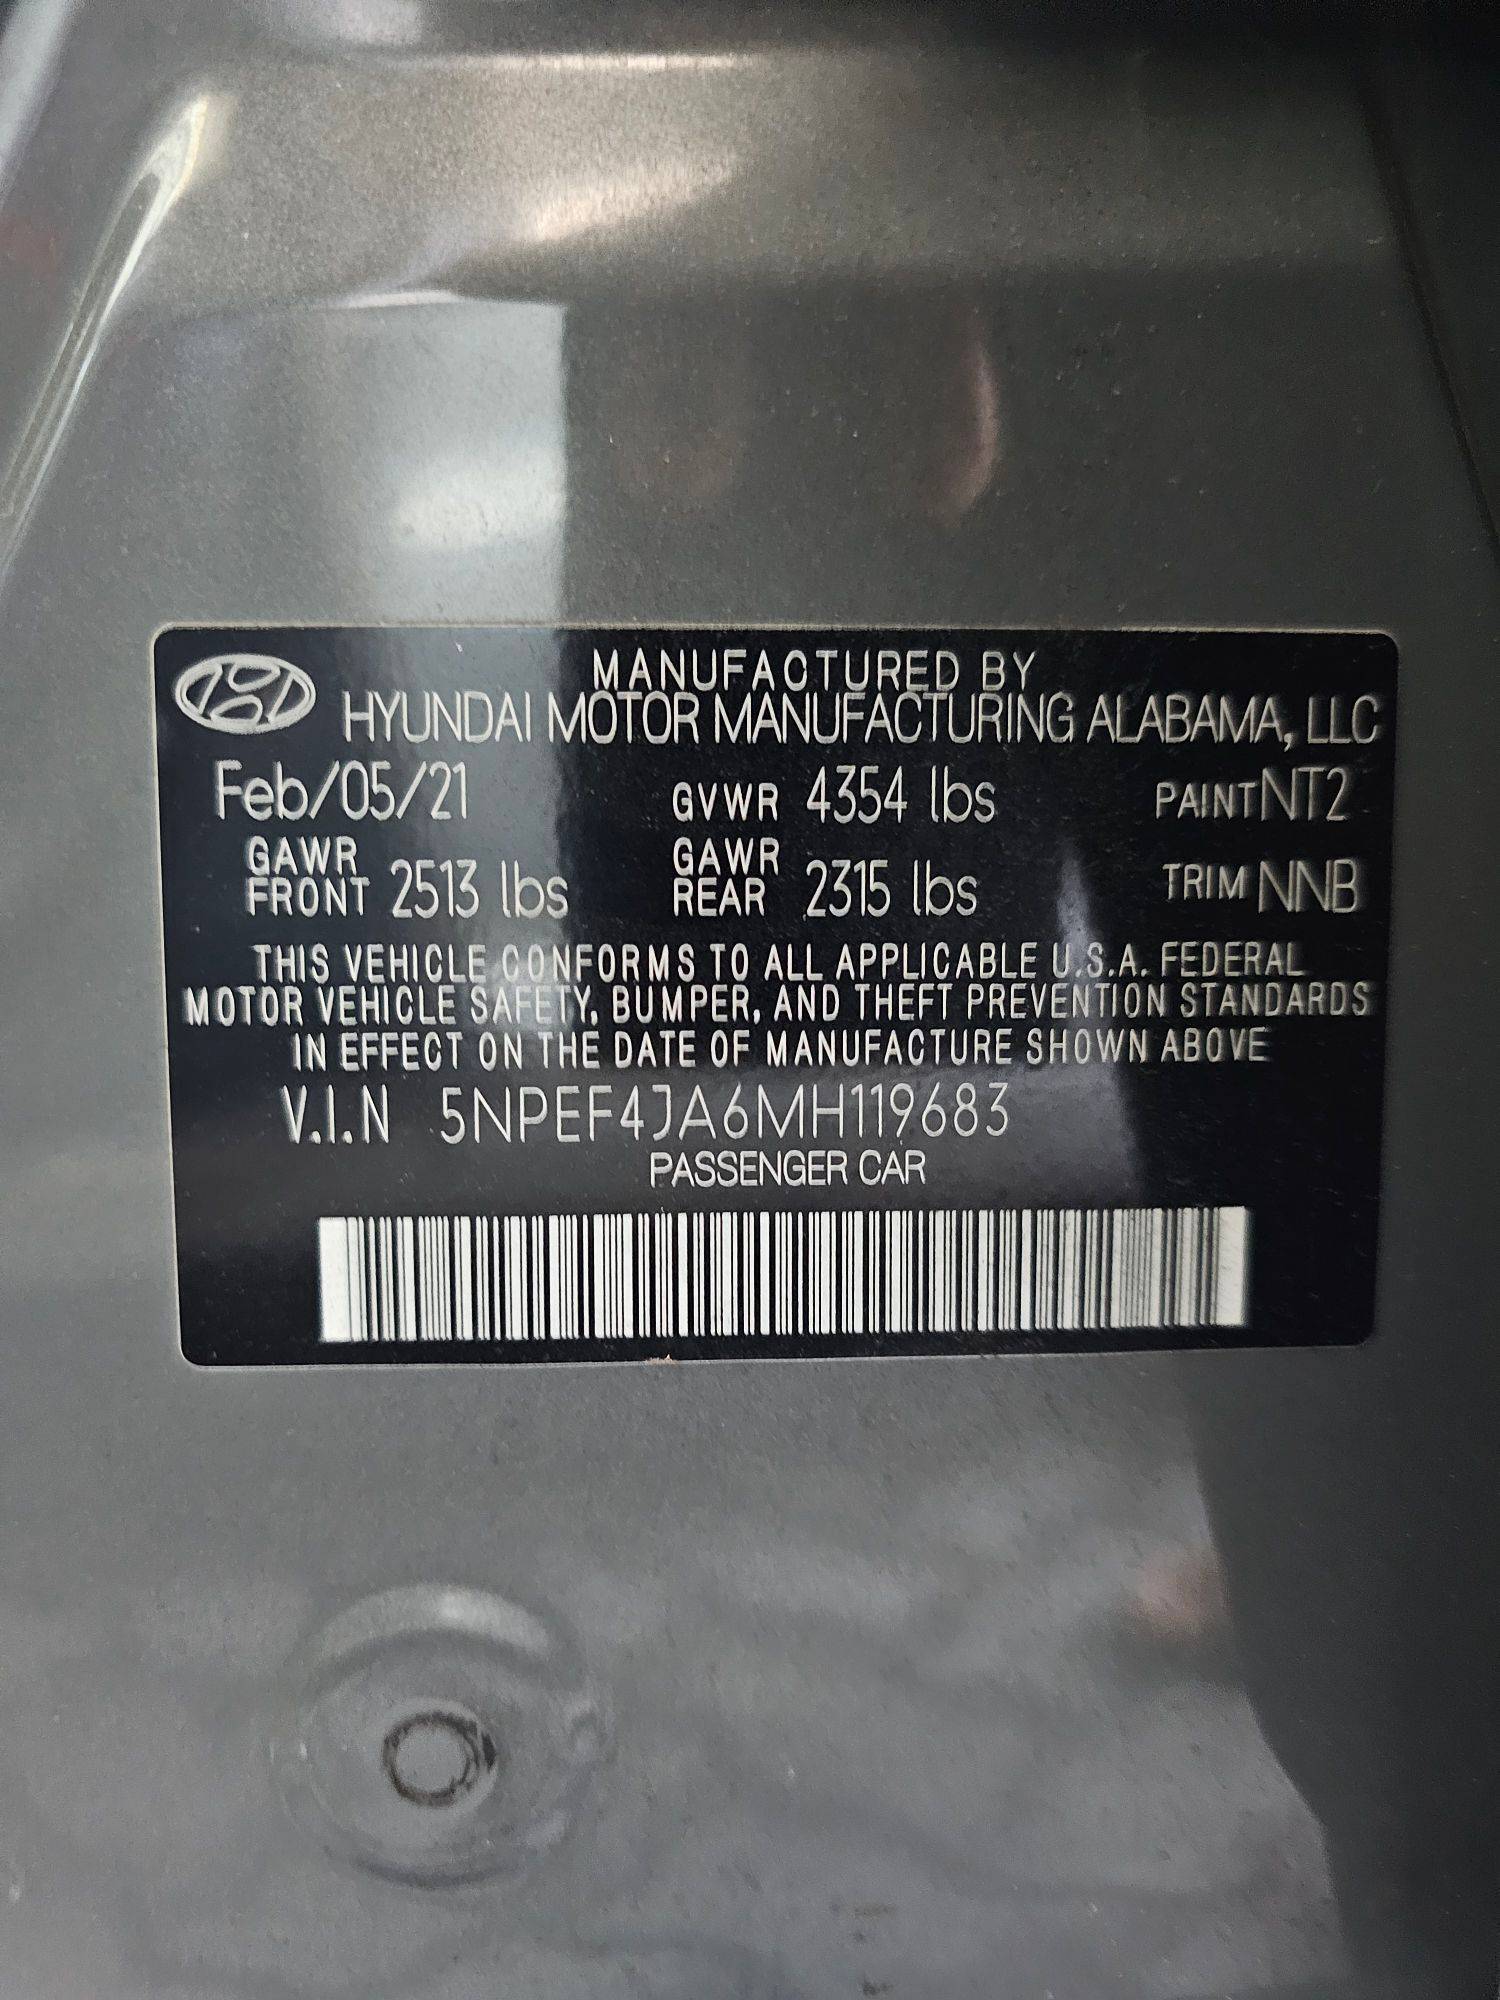 MANUFACTURED BY
HYUNDAI MOTOR MANUFACTURING ALABAMA, LLC
Feb/05/21 GVWR 4354 lbs PAINT NT2
GAWR FRONT 2513 lbs GAWR REAR 2315 lbs TRIM NNB
THIS VEHICLE CONFORMS TO ALL APPLICABLE U.S.A. FEDERAL
MOTOR VEHICLE SAFETY, BUMPER, AND THEFT PREVENTION STANDARDS
IN EFFECT ON THE DATE OF MANUFACTURE SHOWN ABOVE
V.I.N 5NPEF4JA6MH119683
PASSENGER CAR